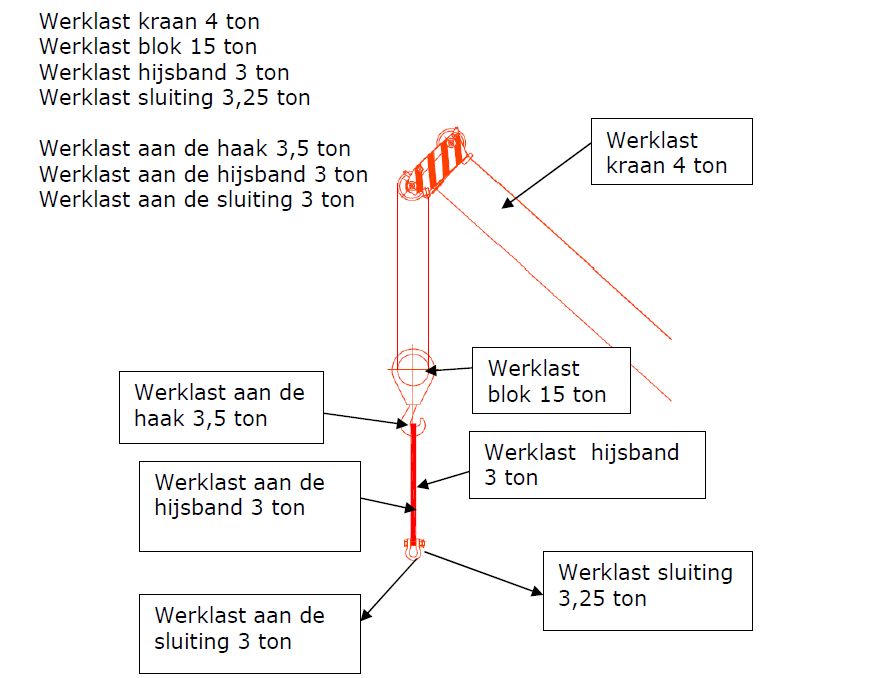 Werklast kraan 4 ton
Werklast blok 15 ton
Werklast hijsband 3 ton
Werklast sluiting 3,25 ton
Werklast aan de haak 3,5 ton
Werklast aan de hijsband 3 ton
Werklast aan de sluiting 3 ton
Werklast
kraan 4 ton
Werklast
blok 15 ton
Werklast aan de
haak 3,5 ton
Werklast hijsband
3 ton
Werklast aan de
hijsband 3 ton
Werklast sluiting
3,25 ton
Werklast aan de
sluiting 3 ton